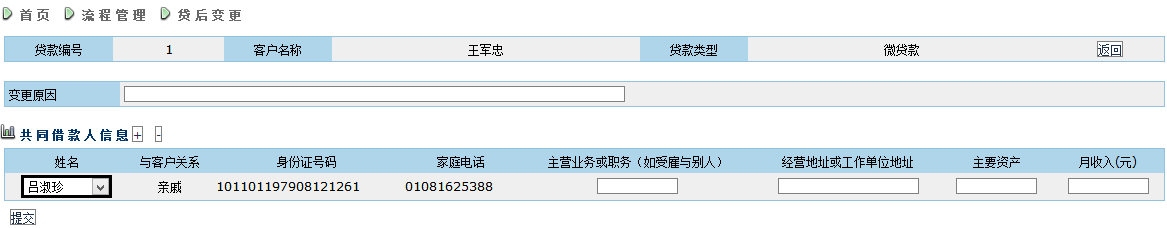 首页 流程管理 贷后变更
贷款编号 1 客户名称 王军忠 贷款类型 微贷款 返回
变更原因
共同借款人信息 + -
姓名 与客户关系 身份证号码 家庭电话 主营业务或职务（如受雇与别人） 经营地址或工作单位地址 主要资产 月收入(元)
吕淑珍 亲戚 101101197908121261 01081625388
提交